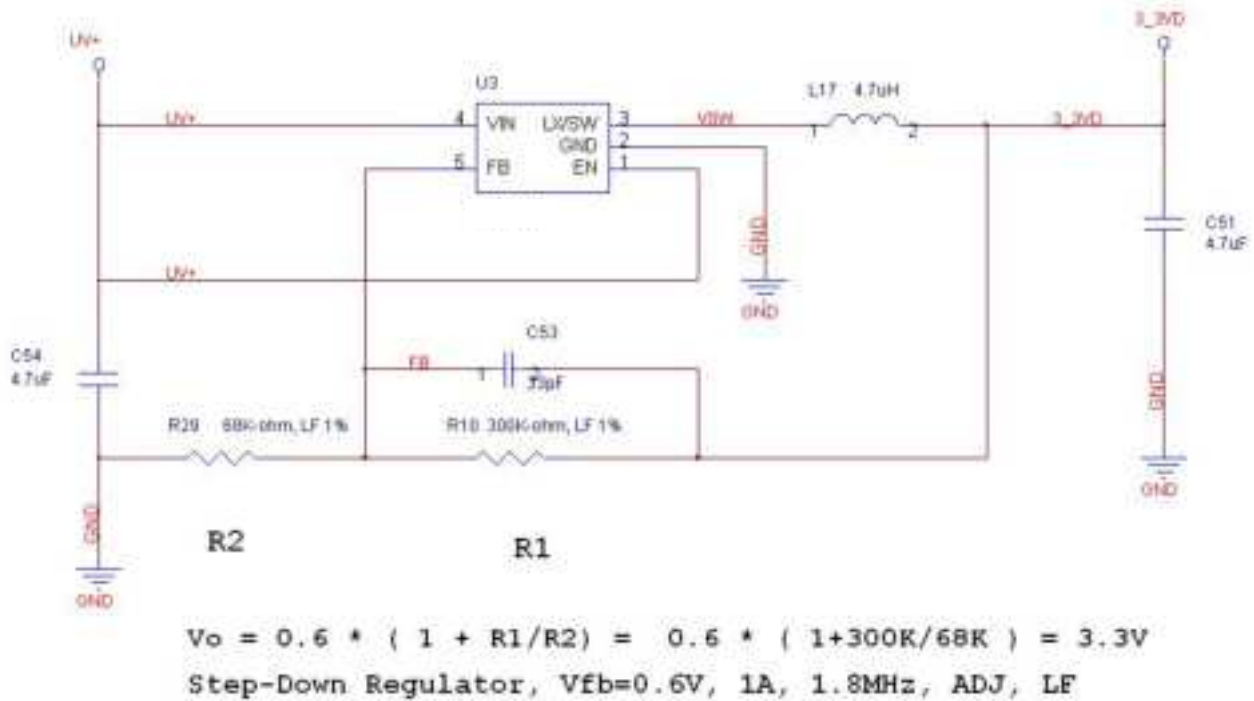 UV+
3_3VD
U3
L17 4.7uH
UV+
4 VIN LX/SW 3
VSW
1 2
3_3VD
GND 2
5 FB EN 1
GND
C51
4.7uF
UV+
GND
C53
C54
4.7uF
FB
1 2
33pF
GND
R29 68K-ohm, LF 1%
R10 300K-ohm, LF 1%
GND
GND
R2
R1
GND
Vo = 0.6 * ( 1 + R1/R2) = 0.6 * ( 1+300K/68K ) = 3.3V
Step-Down Regulator, Vfb=0.6V, 1A, 1.8MHz, ADJ, LF